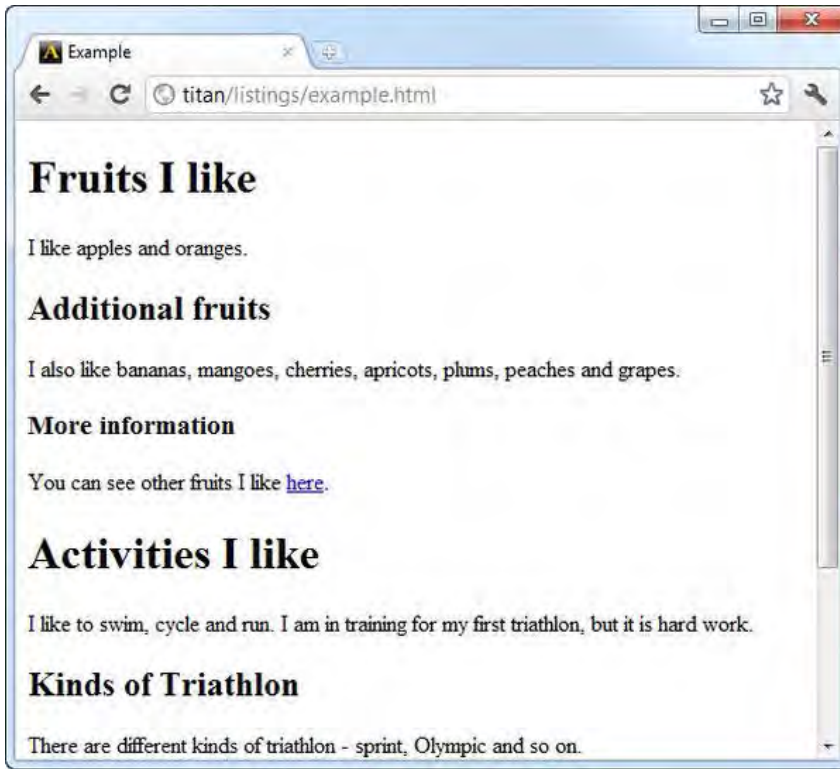 Example
titan/listings/example.html
Fruits I like
I like apples and oranges.
Additional fruits
I also like bananas, mangoes, cherries, apricots, plums, peaches and grapes.
More information
You can see other fruits I like here.
Activities I like
I like to swim, cycle and run. I am in training for my first triathlon, but it is hard work.
Kinds of Triathlon
There are different kinds of triathlon - sprint, Olympic and so on.